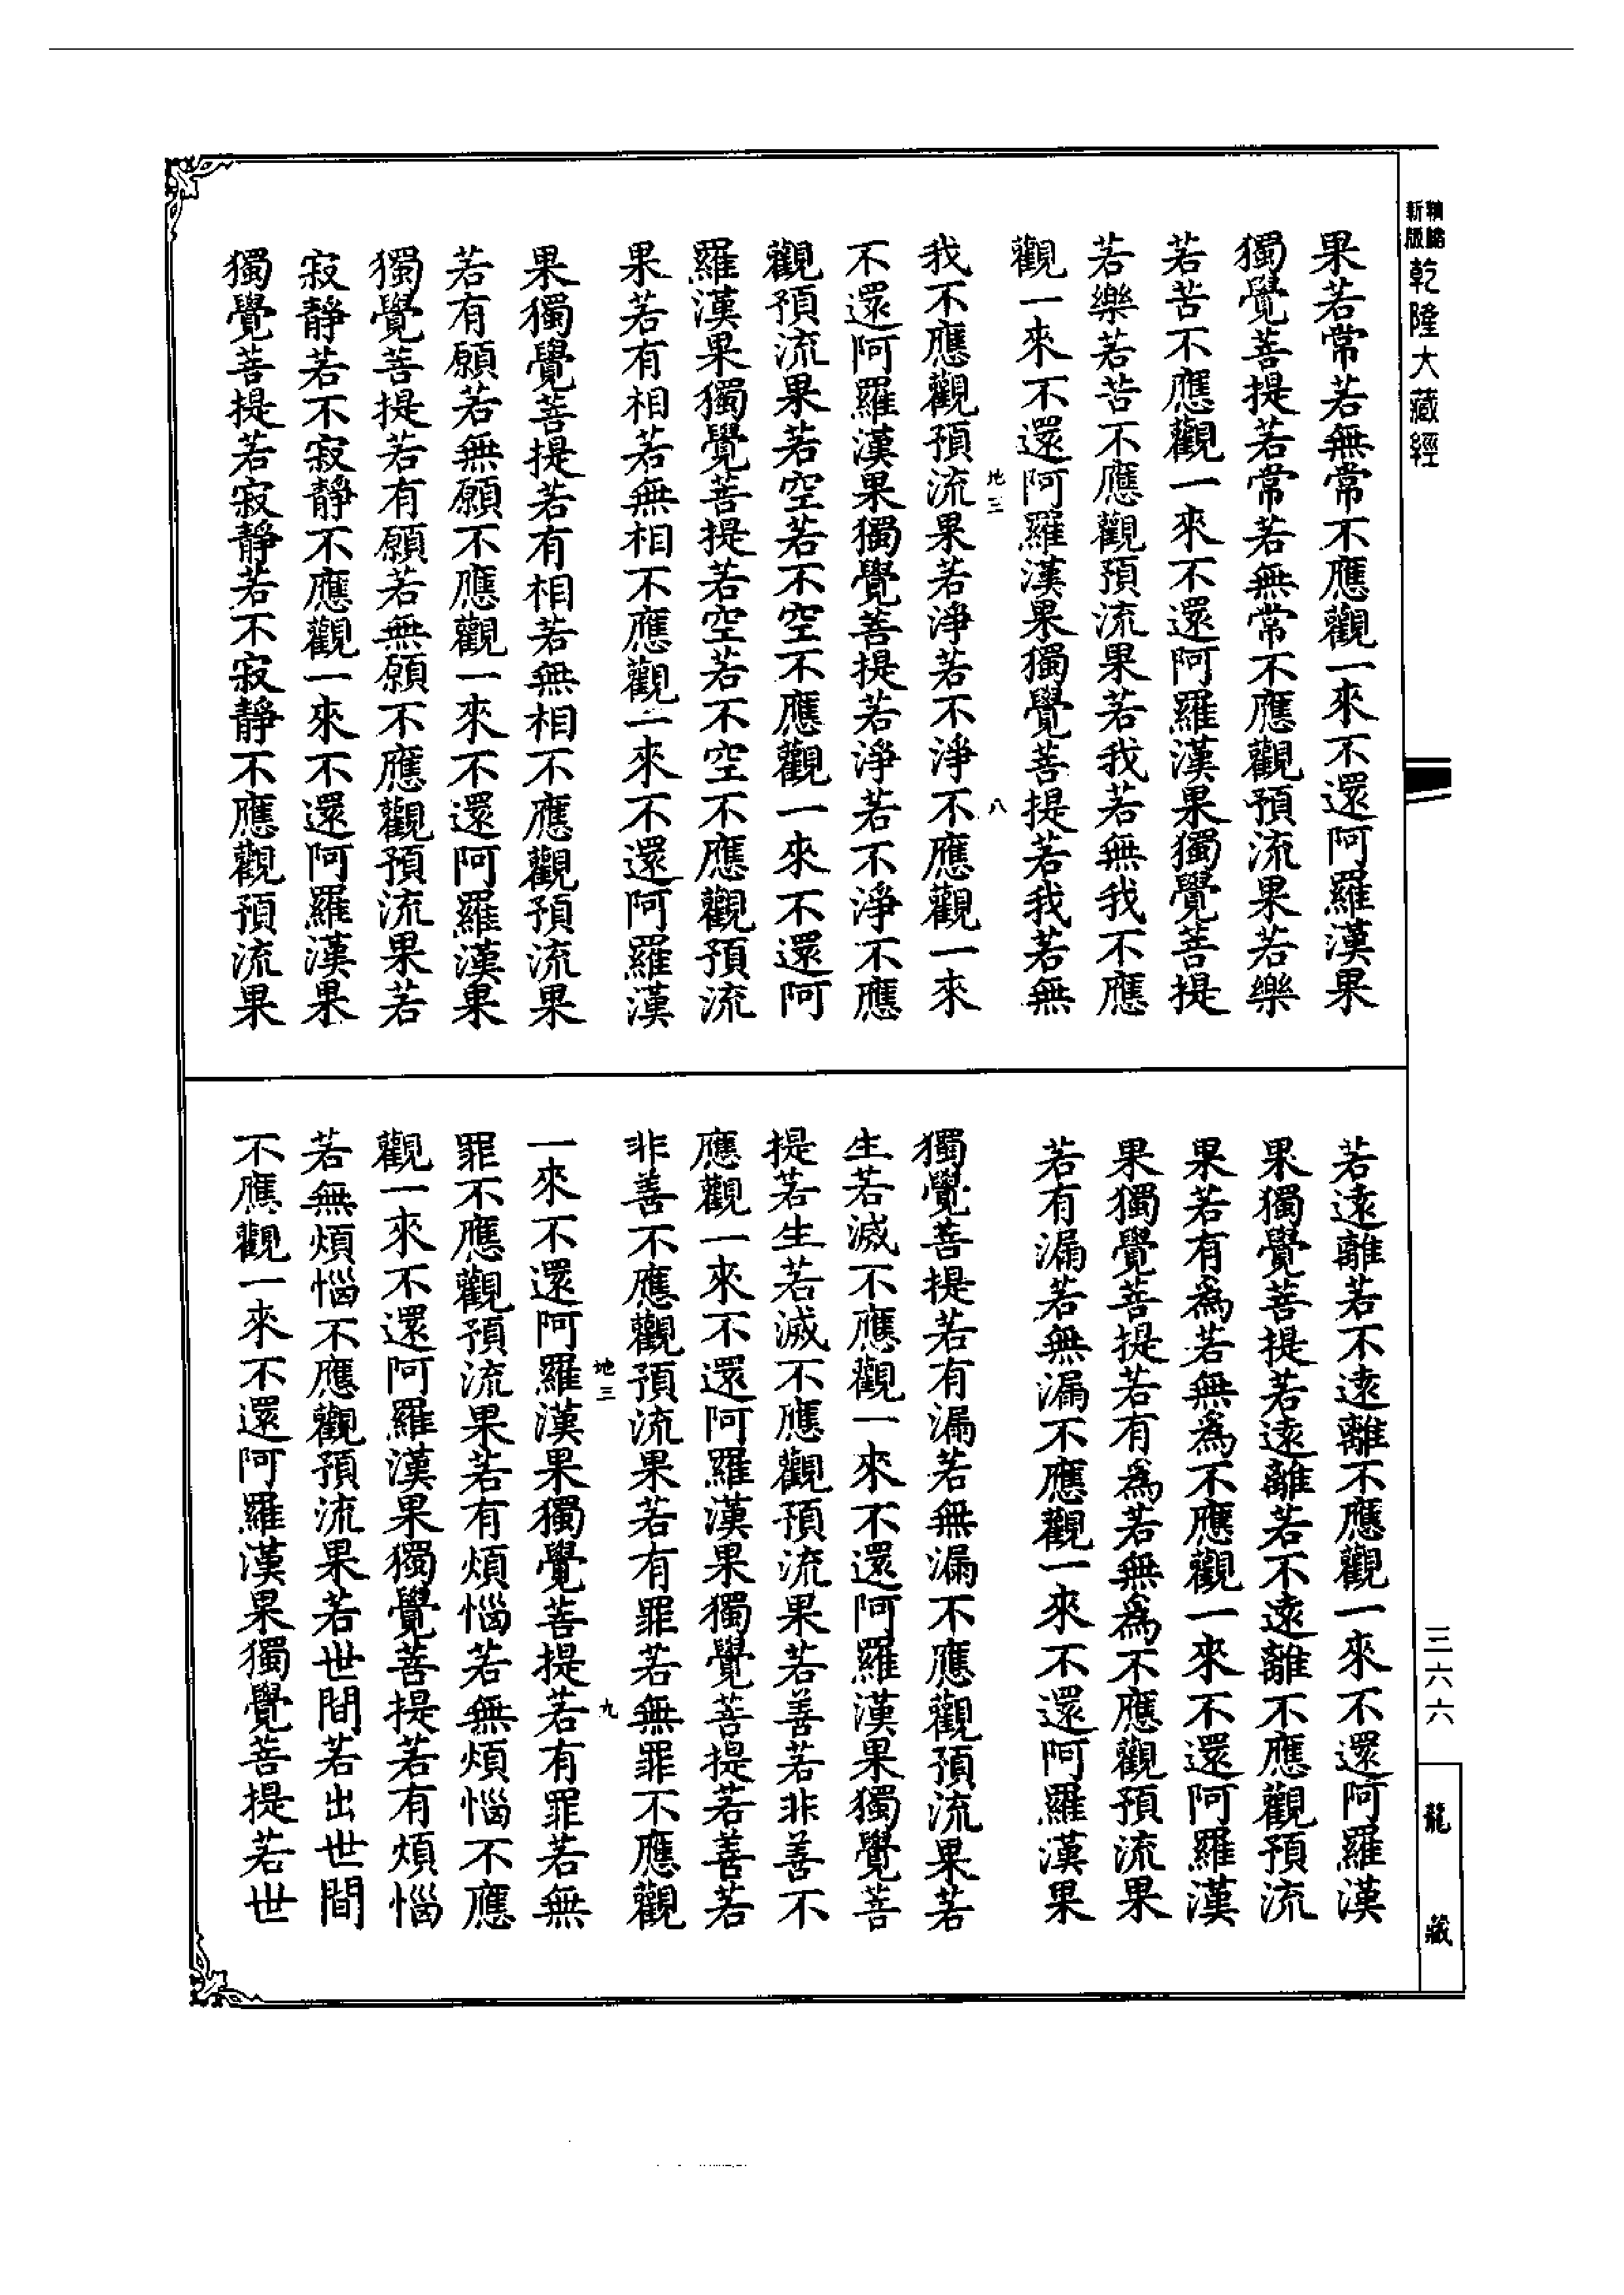 新版
乾隆大藏經
果若常若無常不應觀一來不還阿羅漢果
獨覺菩提若常若無常不應觀預流果若樂
若苦不應觀一來不還阿羅漢果獨覺菩提
若樂若苦不應觀預流果若我若無我不應
觀一來不還阿羅漢果獨覺菩提若我若無
地三
八
我不應觀預流果若淨若不淨不應觀一來
不還阿羅漢果獨覺菩提若淨若不淨不應
觀預流果若空若不空不應觀一來不還阿
羅漢果獨覺菩提若空若不空不應觀預流
果若有相若無相不應觀一來不還阿羅漢
果獨覺菩提若有相若無相不應觀預流果
若有願若無願不應觀一來不還阿羅漢果
獨覺菩提若有願若無願不應觀預流果若
寂靜若不寂靜不應觀一來不還阿羅漢果
獨覺菩提若寂靜若不寂靜不應觀預流果
若遠離若不遠離不應觀一來不還阿羅漢
果獨覺菩提若遠離若不遠離不應觀預流
果若有為若無為不應觀一來不還阿羅漢
果獨覺菩提若有為若無為不應觀預流果
若有漏若無漏不應觀一來不還阿羅漢果
獨覺菩提若有漏若無漏不應觀預流果若
生若滅不應觀一來不還阿羅漢果獨覺菩
提若生若滅不應觀預流果若善若非善不
應觀一來不還阿羅漢果獨覺菩提若善若
非善不應觀預流果若有罪若無罪不應觀
地三
九
一來不還阿羅漢果獨覺菩提若有罪若無
罪不應觀預流果若有煩惱若無煩惱不應
觀一來不還阿羅漢果獨覺菩提若有煩惱
若無煩惱不應觀預流果若世間若出世間
不應觀一來不還阿羅漢果獨覺菩提若世
三六六
龍藏